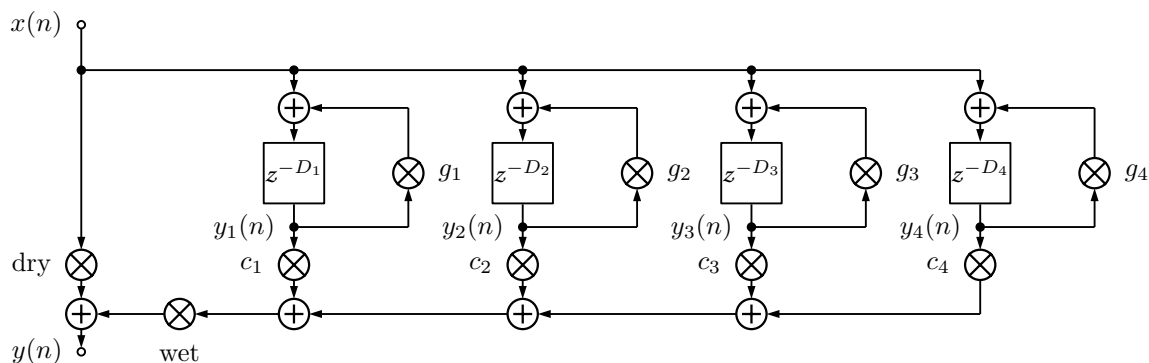 x(n)
z^{-D_1} g_1 z^{-D_2} g_2 z^{-D_3} g_3 z^{-D_4} g_4
y_1(n) y_2(n) y_3(n) y_4(n)
dry c_1 c_2 c_3 c_4
y(n) wet